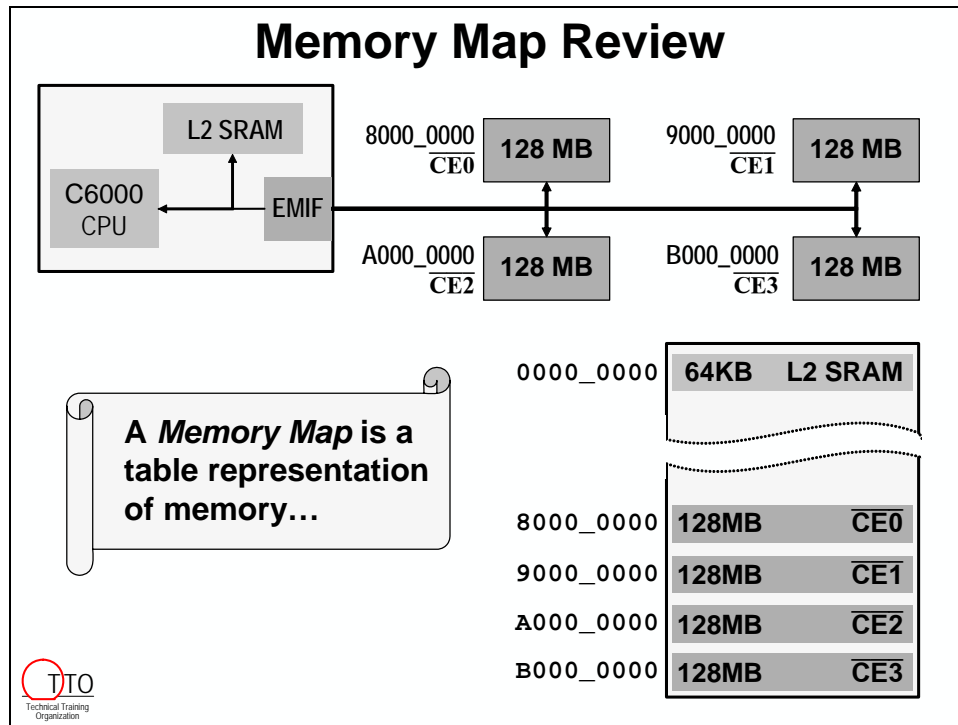 Memory Map Review
L2 SRAM
C6000
CPU
EMIF
8000_0000
CE0
128 MB
9000_0000
CE1
128 MB
A000_0000
CE2
128 MB
B000_0000
CE3
128 MB
A Memory Map is a
table representation
of memory…
0000_0000 64KB L2 SRAM
8000_0000 128MB CE0
9000_0000 128MB CE1
A000_0000 128MB CE2
B000_0000 128MB CE3
TTO
Technical Training
Organization